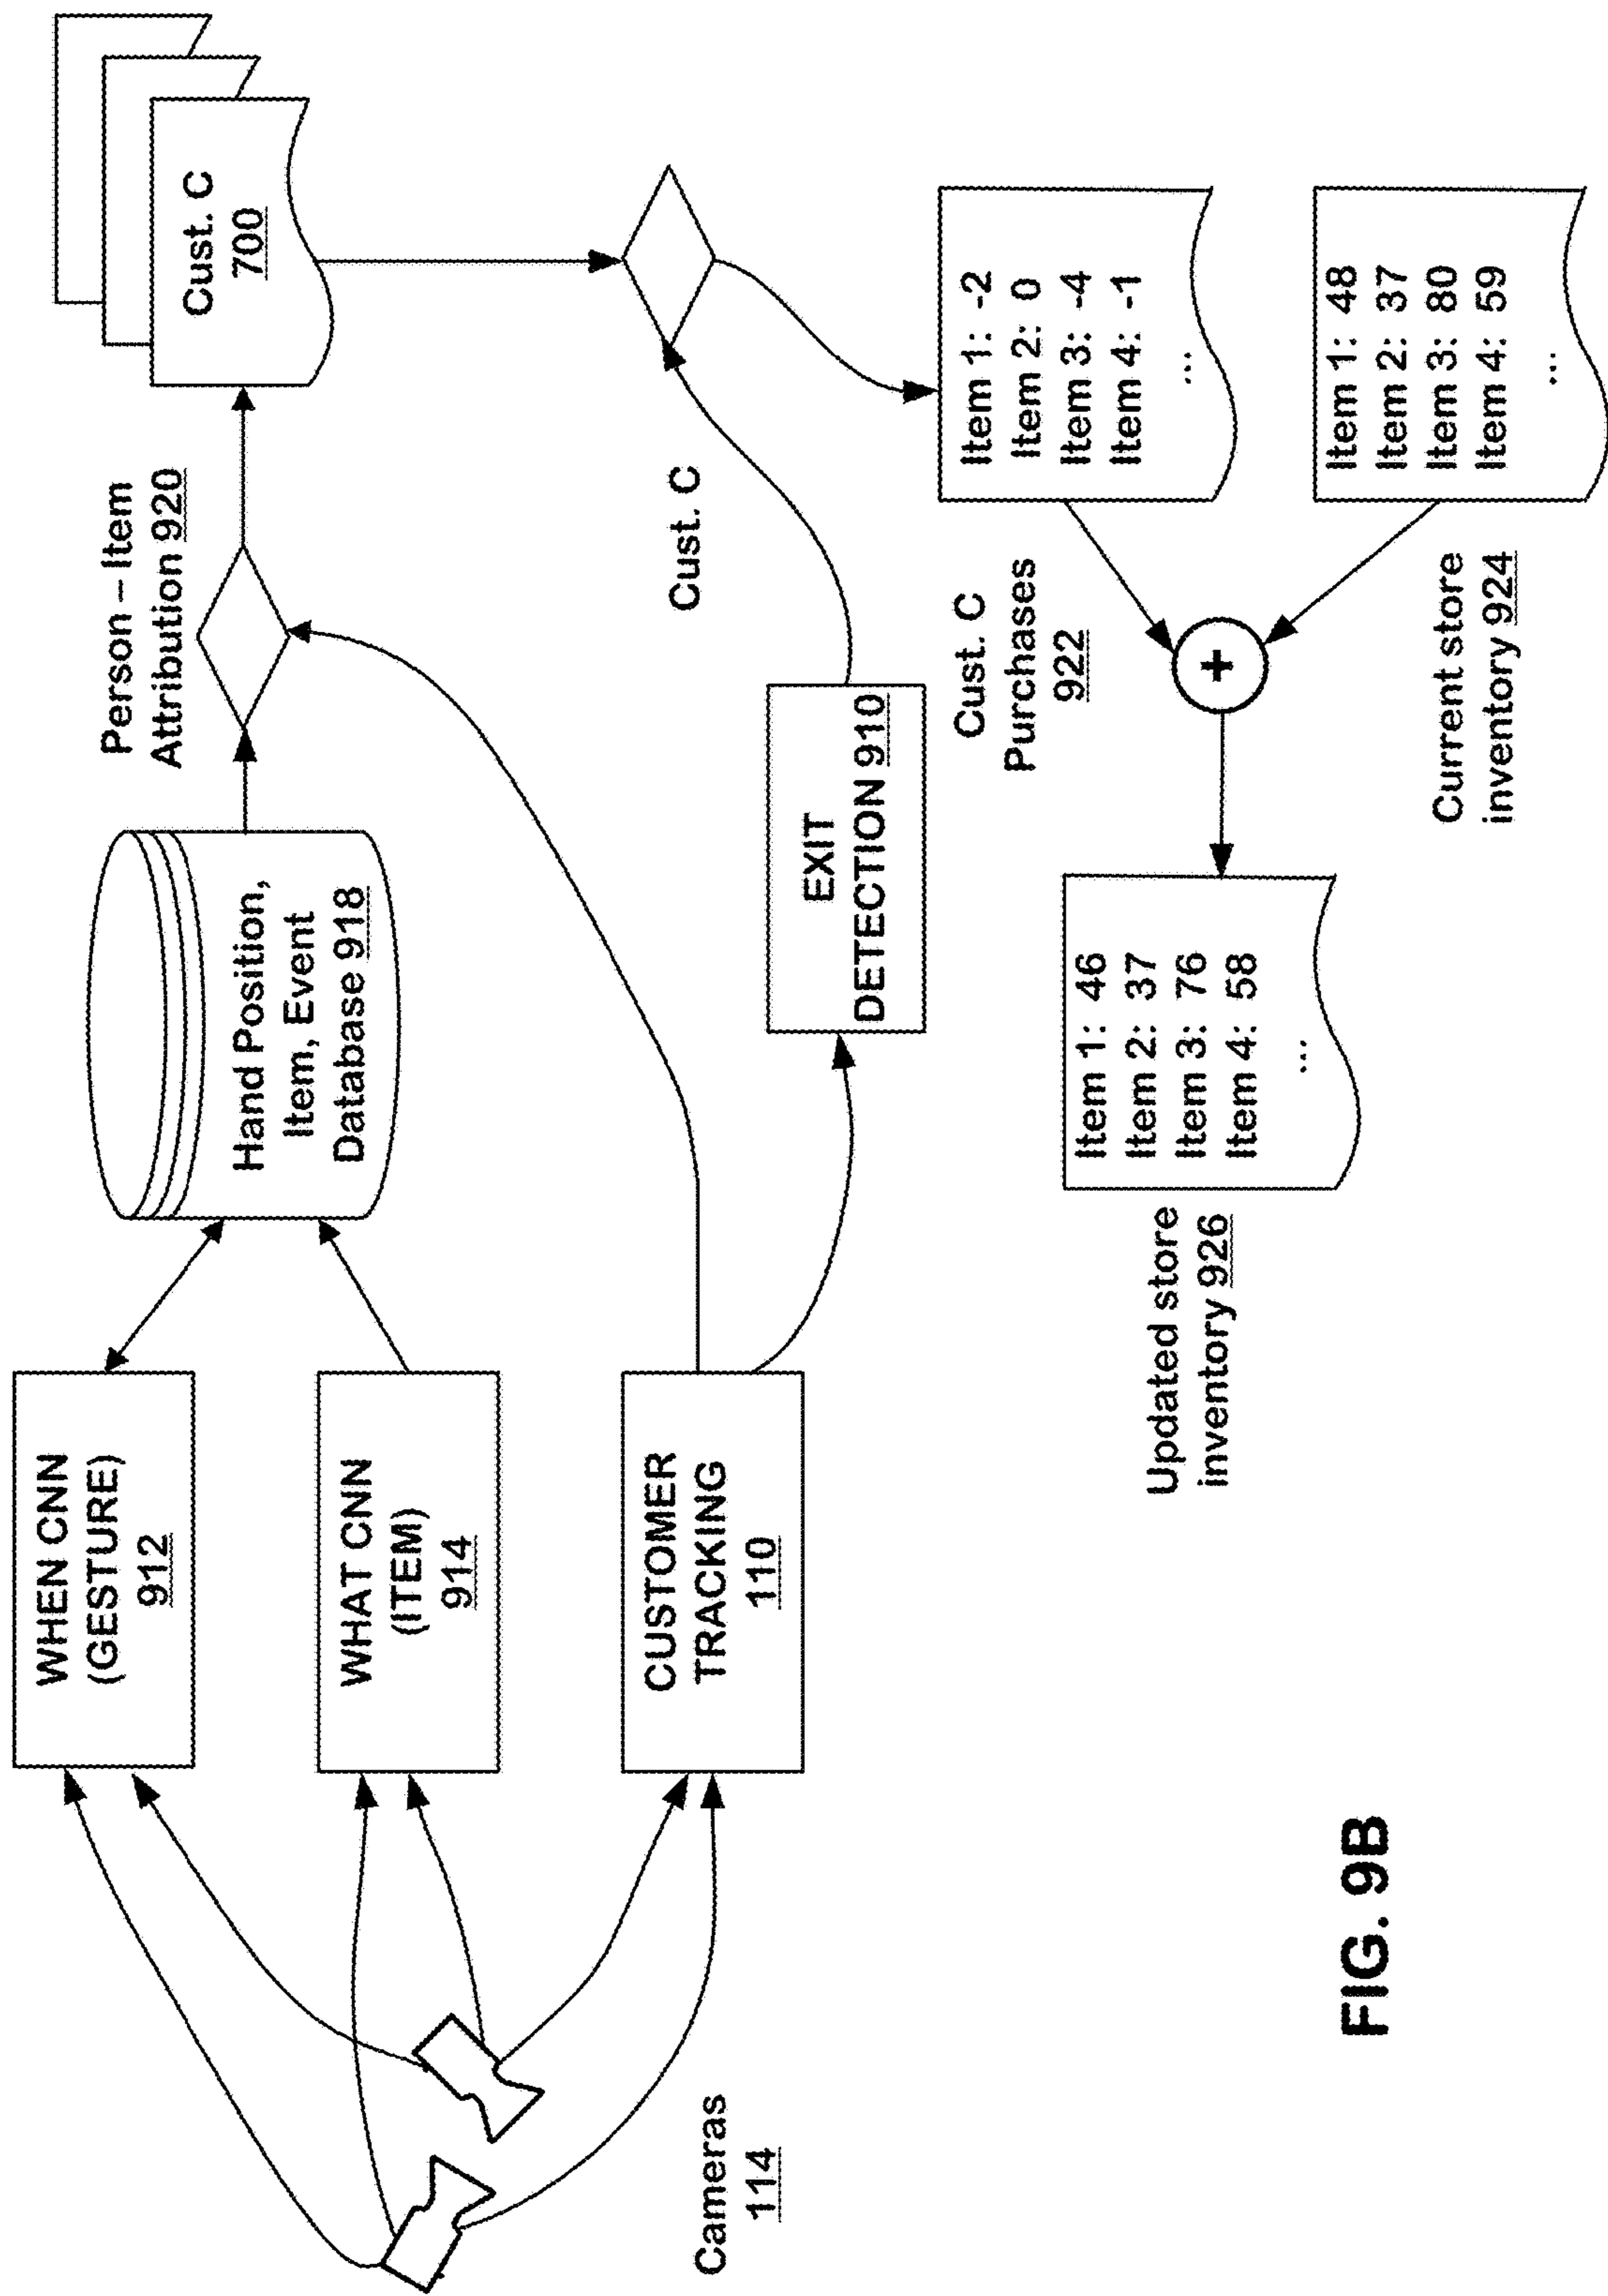 WHEN CNN
(GESTURE)
912
WHAT CNN
(ITEM)
914
CUSTOMER
TRACKING
110
Cameras
114
Hand Position,
Item, Event
Database 918
Person – Item
Attribution 920
Cust. C
700
EXIT
DETECTION 910
Cust. C
Cust. C
Purchases
922
Item 1: -2
Item 2: 0
Item 3: -4
Item 4: -1
...
Current store
inventory 924
Item 1: 48
Item 2: 37
Item 3: 80
Item 4: 59
...
+
Updated store
inventory 926
Item 1: 46
Item 2: 37
Item 3: 76
Item 4: 58
...
FIG. 9B